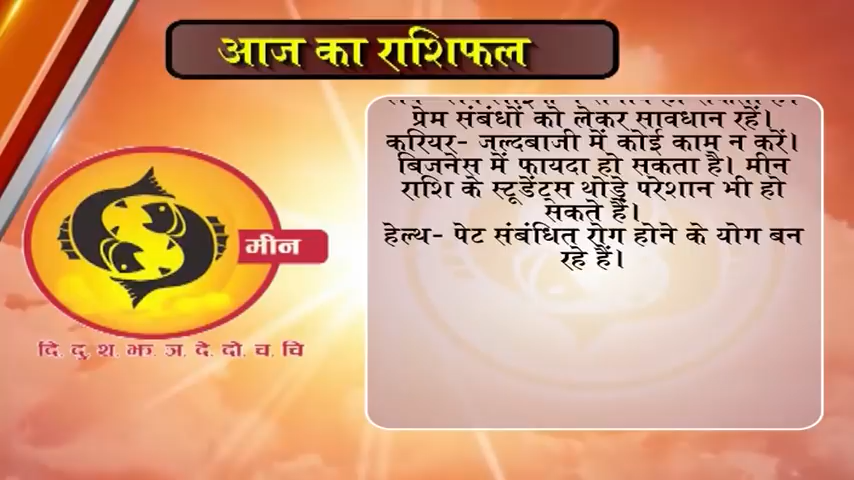 आज का राशिफल
प्रेम संबंधों को लेकर सावधान रहें।
करियर- जल्दबाजी में कोई काम न करें।
बिजनेस में फायदा हो सकता है। मीन
राशि के स्टूडेंट्स थोड़े परेशान भी हो
सकते हैं।
हेल्थ- पेट संबंधित रोग होने के योग बन
रहे हैं।
मीन
दि. दु. श. झ. ञ. दे. दो. च. चि